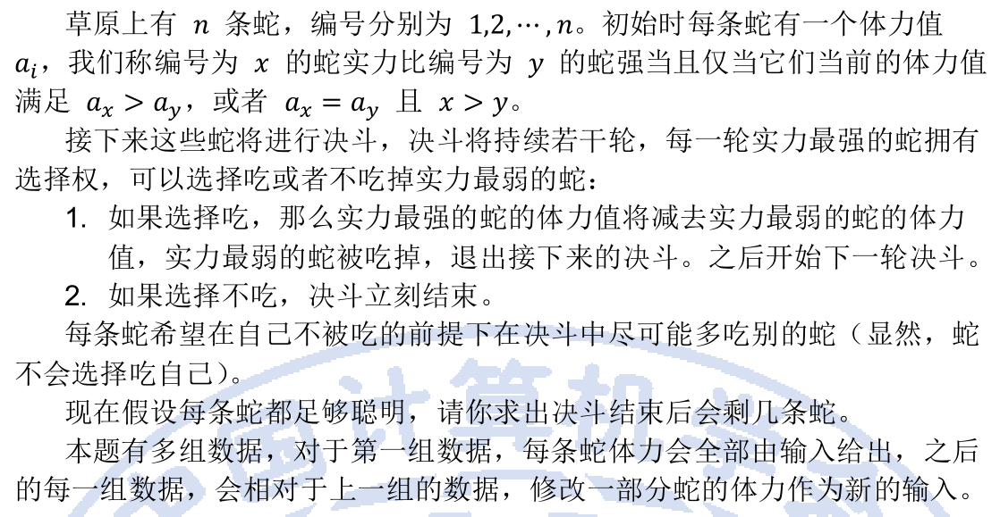 草原上有 n 条蛇，编号分别为 1,2,⋯,n。初始时每条蛇有一个体力值
aᵢ，我们称编号为 x 的蛇实力比编号为 y 的蛇强当且仅当它们当前的体力值
满足 aₓ > a_y，或者 aₓ = a_y 且 x > y。
接下来这些蛇将进行决斗，决斗将持续若干轮，每一轮实力最强的蛇拥有
选择权，可以选择吃或者不吃掉实力最弱的蛇：
1. 如果选择吃，那么实力最强的蛇的体力值将减去实力最弱的蛇的体力
值，实力最弱的蛇被吃掉，退出接下来的决斗。之后开始下一轮决斗。
2. 如果选择不吃，决斗立刻结束。
每条蛇希望在自己不被吃的前提下在决斗中尽可能多吃别的蛇（显然，蛇
不会选择吃自己）。
现在假设每条蛇都足够聪明，请你求出决斗结束后会剩几条蛇。
本题有多组数据，对于第一组数据，每条蛇体力会全部由输入给出，之后
的每一组数据，会相对于上一组的数据，修改一部分蛇的体力作为新的输入。